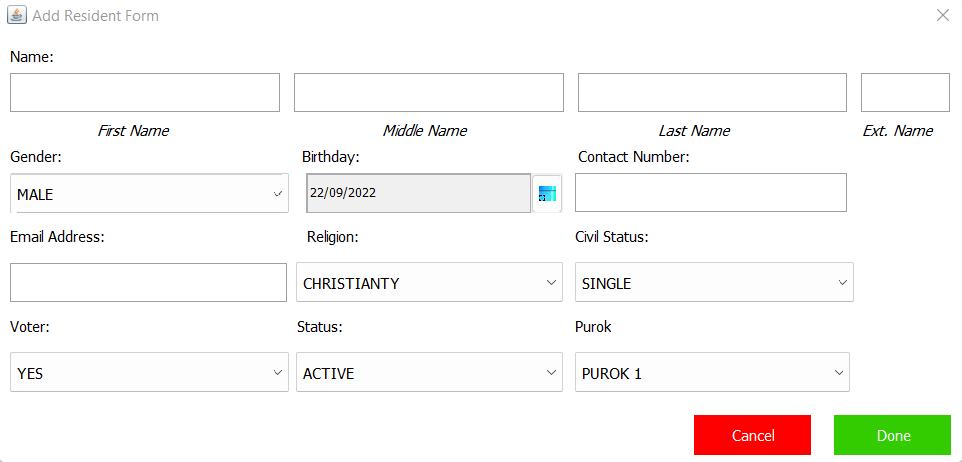 Add Resident Form
Name:
First Name Middle Name Last Name Ext. Name
Gender: Birthday: Contact Number:
MALE 22/09/2022
Email Address: Religion: Civil Status:
CHRISTIANTY SINGLE
Voter: Status: Purok
YES ACTIVE PUROK 1
Cancel Done